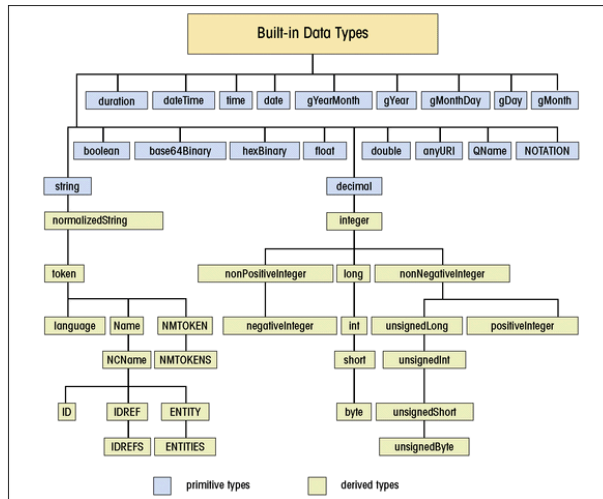 Built-in Data Types
duration dateTime time date gYearMonth gYear gMonthDay gDay gMonth
boolean base64Binary hexBinary float double anyURI QName NOTATION
string decimal
normalizedString integer
token nonPositiveInteger long nonNegativeInteger
language Name NMTOKEN negativeInteger int unsignedLong positiveInteger
NCName NMTOKENS short unsignedInt
ID IDREF ENTITY byte unsignedShort
IDREFS ENTITIES unsignedByte
primitive types derived types